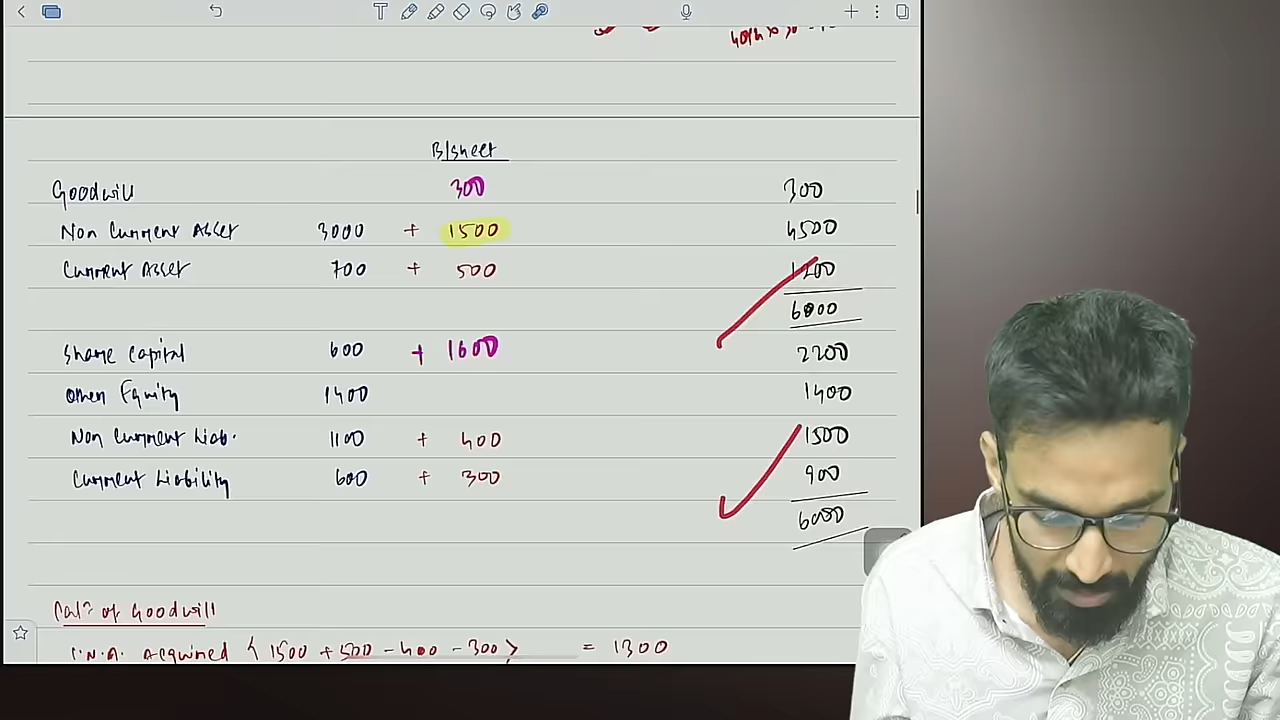 B/sheet
Goodwill 300 300
Non Current Asset 3000 + 1500 4500
Current Asset 700 + 500 1200
6000
Share Capital 600 + 1600 2200
Other Equity 1400 1400
Non Current Liab. 1100 + 400 1500
Current Liability 600 + 300 900
6000
Calⁿ of Goodwill
I.N.A. Acquired < 1500 + 500 - 400 - 300 > = 1300